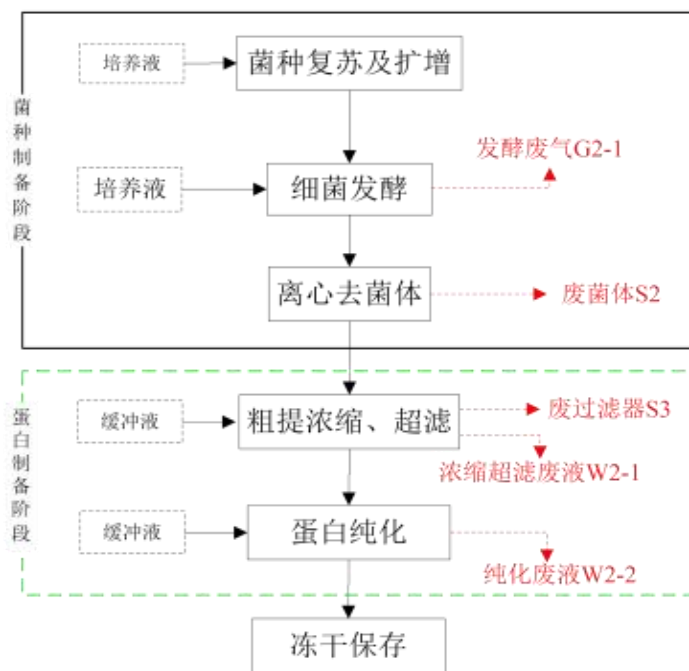 菌种制备阶段
培养液
菌种复苏及扩增
发酵废气G2-1
培养液
细菌发酵
离心去菌体
废菌体S2
蛋白制备阶段
缓冲液
粗提浓缩、超滤
废过滤器S3
浓缩超滤废液W2-1
缓冲液
蛋白纯化
纯化废液W2-2
冻干保存